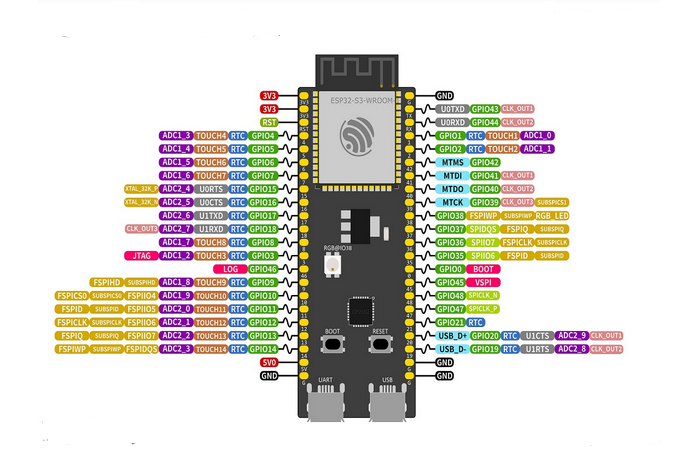 ESP32-S3-WROOM-1
3V3
3V3
RST
ADC1_3 TOUCH4 RTC GPIO4
ADC1_4 TOUCH5 RTC GPIO5
ADC1_5 TOUCH6 RTC GPIO6
ADC1_6 TOUCH7 RTC GPIO7
XTAL_32K_P ADC2_4 U0RTS RTC GPIO15
XTAL_32K_N ADC2_5 U0CTS RTC GPIO16
ADC2_6 U1TXD RTC GPIO17
CLK_OUT3 ADC2_7 U1RXD RTC GPIO18
ADC1_7 TOUCH8 RTC GPIO8
JTAG ADC1_2 TOUCH3 RTC GPIO3
LOG GPIO46
FSPIHD SUBSPIHD ADC1_8 TOUCH9 RTC GPIO9
FSPICS0 SUBSPICS0 FSPIIO4 ADC1_9 TOUCH10 RTC GPIO10
FSPID SUBSPID FSPIIO5 ADC2_0 TOUCH11 RTC GPIO11
FSPICLK SUBSPICLK FSPIIO6 ADC2_1 TOUCH12 RTC GPIO12
FSPIQ SUBSPIQ FSPIIO7 ADC2_2 TOUCH13 RTC GPIO13
FSPIWP SUBSPIWP FSPIDQS ADC2_3 TOUCH14 RTC GPIO14
5V0
GND
GND
U0TXD GPIO43 CLK_OUT1
U0RXD GPIO44 CLK_OUT2
GPIO1 RTC TOUCH1 ADC1_0
GPIO2 RTC TOUCH2 ADC1_1
MTMS GPIO42
MTDI GPIO41 CLK_OUT1
MTDO GPIO40 CLK_OUT2
MTCK GPIO39 CLK_OUT3 SUBSPICS1
GPIO38 FSPIWP SUBSPIWP RGB_LED
GPIO37 SPIDQS FSPIQ SUBSPIQ
GPIO36 SPIIO7 FSPICLK SUBSPICLK
GPIO35 SPIIO6 FSPID SUBSPID
GPIO0 BOOT
GPIO45 VSPI
GPIO48 SPICLK_N
GPIO47 SPICLK_P
GPIO21 RTC
USB_D+ GPIO20 RTC U1CTS ADC2_9 CLK_OUT1
USB_D- GPIO19 RTC U1RTS ADC2_8 CLK_OUT2
GND
GND
RGB@IO38
BOOT
RESET
UART
USB